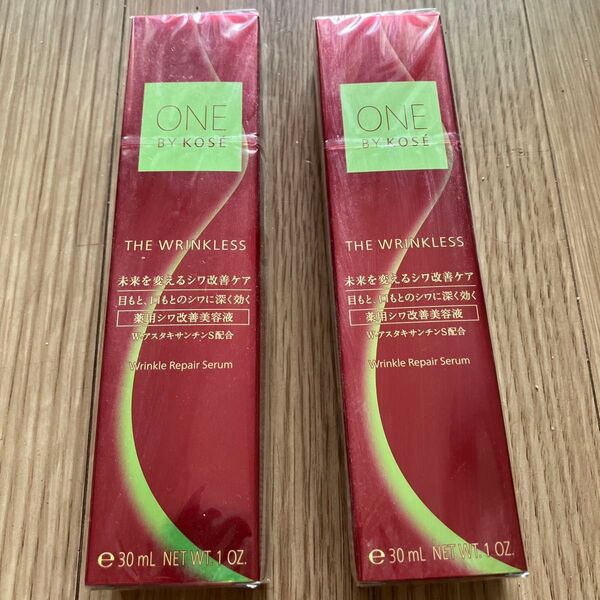 ONE
BY KOSÉ
THE WRINKLESS
未来を変えるシワ改善ケア
目もと、口もとのシワに深く効く
薬用シワ改善美容液
W-アスタキサンチンS配合
Wrinkle Repair Serum
℮ 30 mL NET WT. 1 OZ.
ONE
BY KOSÉ
THE WRINKLESS
未来を変えるシワ改善ケア
目もと、口もとのシワに深く効く
薬用シワ改善美容液
W-アスタキサンチンS配合
Wrinkle Repair Serum
℮ 30 mL NET WT. 1 OZ.